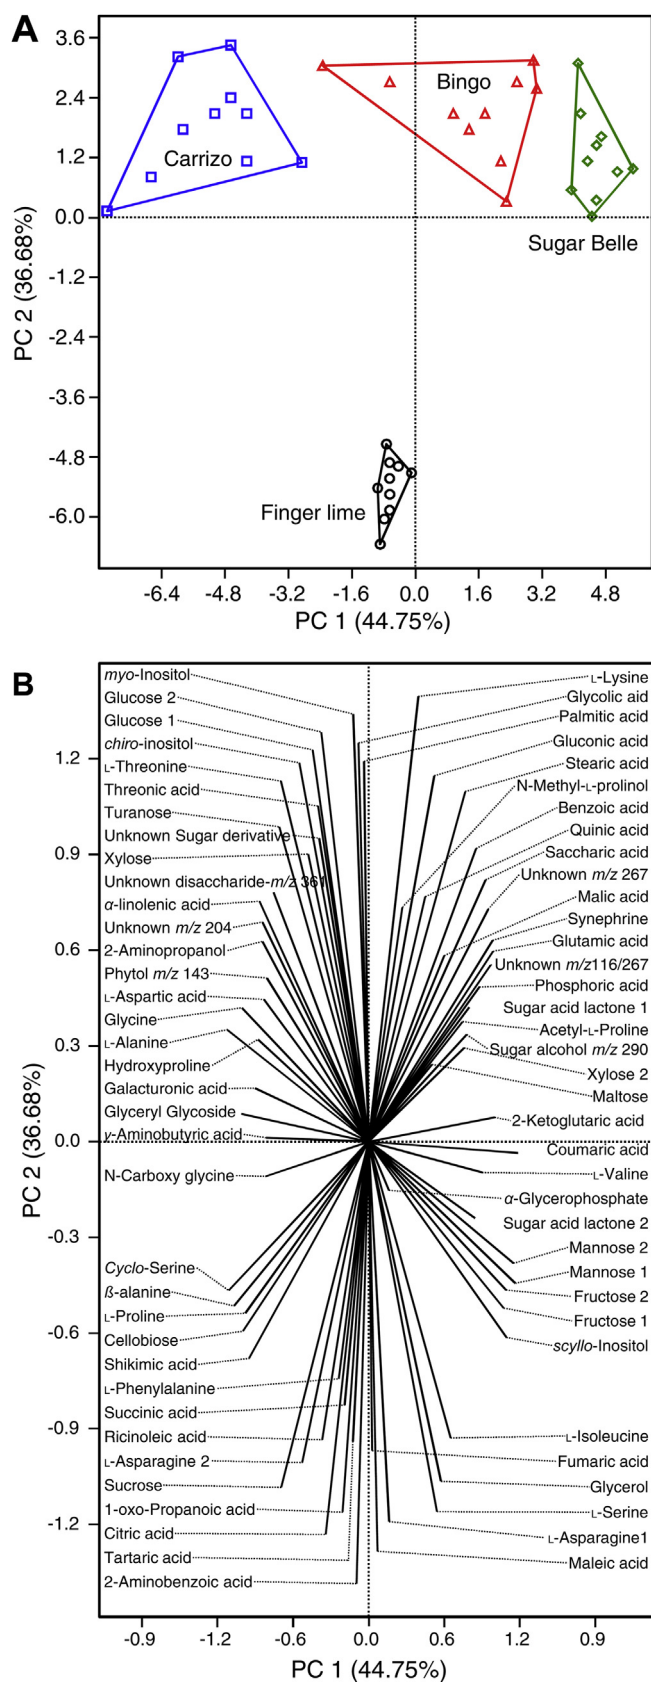 A
3.6
2.4
1.2
0.0
-1.2
-2.4
-3.6
-4.8
-6.0
PC 2 (36.68%)
Carrizo
Bingo
Sugar Belle
Finger lime
-6.4 -4.8 -3.2 -1.6 0.0 1.6 3.2 4.8
PC 1 (44.75%)
B
1.2
0.9
0.6
0.3
0.0
-0.3
-0.6
-0.9
-1.2
PC 2 (36.68%)
myo-Inositol
Glucose 2
Glucose 1
chiro-inositol
L-Threonine
Threonic acid
Turanose
Unknown Sugar derivative
Xylose
Unknown disaccharide-m/z 361
α-linolenic acid
Unknown m/z 204
2-Aminopropanol
Phytol m/z 143
L-Aspartic acid
Glycine
L-Alanine
Hydroxyproline
Galacturonic acid
Glyceryl Glycoside
γ-Aminobutyric acid
N-Carboxy glycine
Cyclo-Serine
ß-alanine
L-Proline
Cellobiose
Shikimic acid
L-Phenylalanine
Succinic acid
Ricinoleic acid
L-Asparagine 2
Sucrose
1-oxo-Propanoic acid
Citric acid
Tartaric acid
2-Aminobenzoic acid
L-Lysine
Glycolic aid
Palmitic acid
Gluconic acid
Stearic acid
N-Methyl-L-prolinol
Benzoic acid
Quinic acid
Saccharic acid
Unknown m/z 267
Malic acid
Synephrine
Glutamic acid
Unknown m/z116/267
Phosphoric acid
Sugar acid lactone 1
Acetyl-L-Proline
Sugar alcohol m/z 290
Xylose 2
Maltose
2-Ketoglutaric acid
Coumaric acid
L-Valine
α-Glycerophosphate
Sugar acid lactone 2
Mannose 2
Mannose 1
Fructose 2
Fructose 1
scyllo-Inositol
L-Isoleucine
Fumaric acid
Glycerol
L-Serine
L-Asparagine1
Maleic acid
-0.9 -1.2 -0.6 0.0 0.6 1.2 0.9
PC 1 (44.75%)